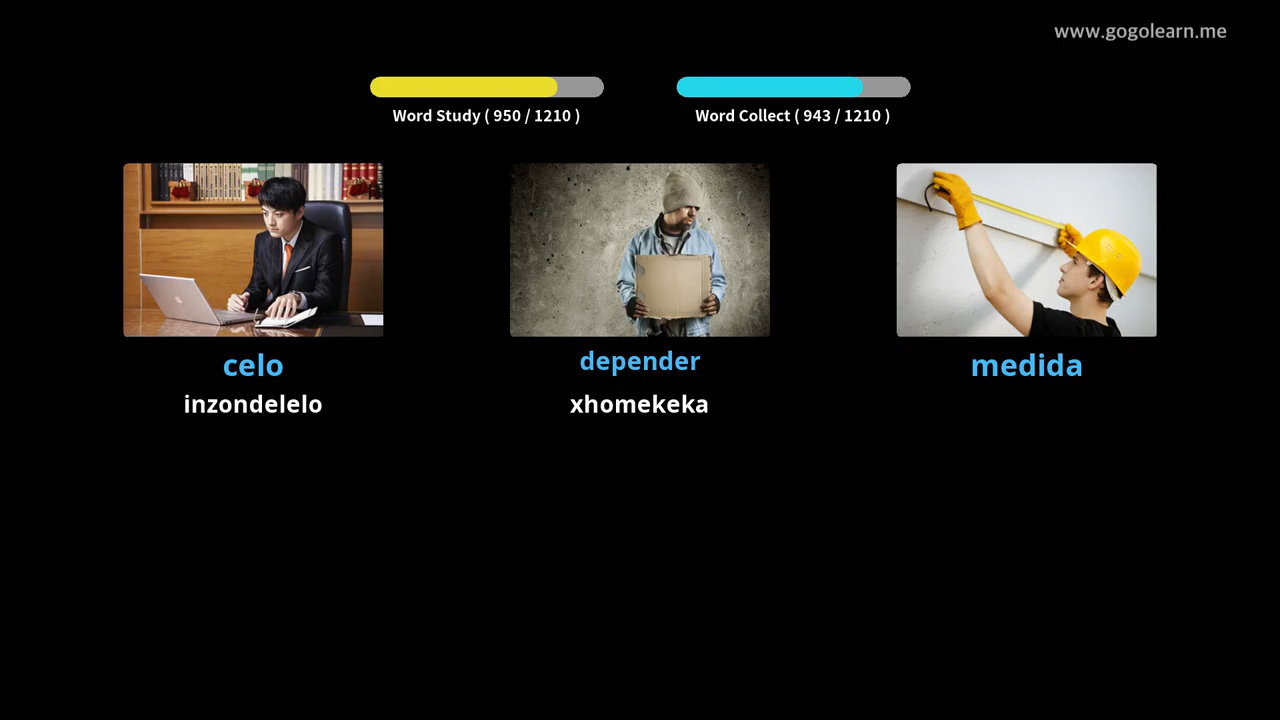 www.gogolearn.me
Word Study ( 950 / 1210 )
Word Collect ( 943 / 1210 )
celo
depender
medida
inzondelelo
xhomekeka